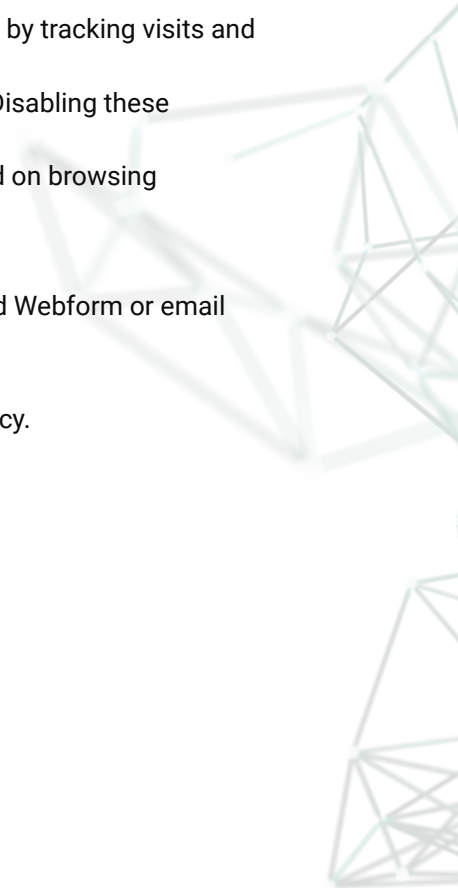 by tracking visits and
Disabling these
d on browsing
d Webform or email
cy.